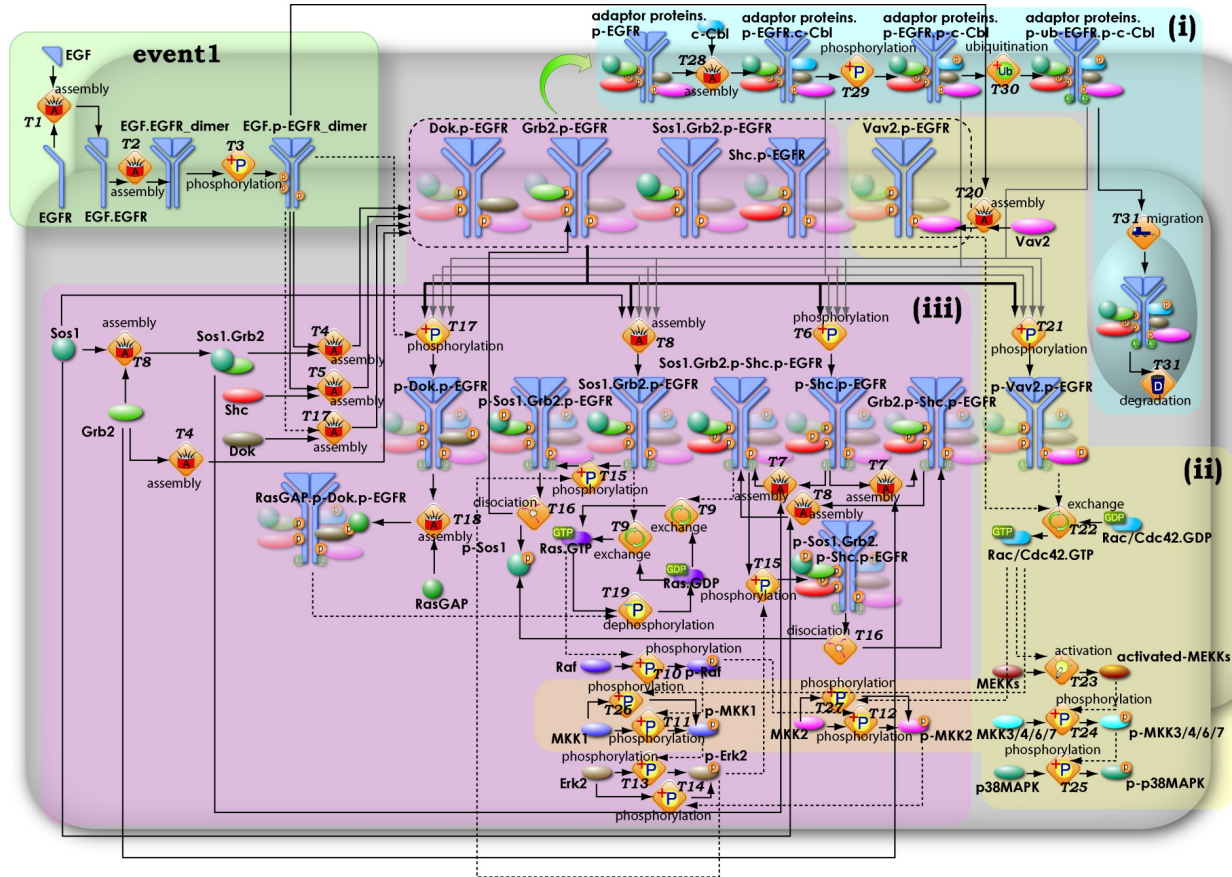 event1
EGF
assembly
T1
EGFR
EGF.EGFR
T2
assembly
EGF.EGFR_dimer
T3
phosphorylation
EGF.p-EGFR_dimer
(i)
adaptor proteins.
p-EGFR
c-Cbl
T28
assembly
adaptor proteins.
p-EGFR.c-Cbl
phosphorylation
T29
adaptor proteins.
p-EGFR.p-c-Cbl
ubiquitination
Ub
T30
adaptor proteins.
p-ub-EGFR.p-c-Cbl
Dok.p-EGFR
Grb2.p-EGFR
Sos1.Grb2.p-EGFR
Shc.p-EGFR
Vav2.p-EGFR
T20
assembly
Vav2
T31
migration
T31
degradation
(iii)
Sos1
assembly
T8
Sos1.Grb2
T4
assembly
T5
assembly
Shc
T17
assembly
Dok
Grb2
T4
assembly
T17
phosphorylation
assembly
T8
phosphorylation
T6
T21
phosphorylation
p-Dok.p-EGFR
p-Sos1.Grb2.p-EGFR
Sos1.Grb2.p-EGFR
Sos1.Grb2.p-Shc.p-EGFR
p-Shc.p-EGFR
Grb2.p-Shc.p-EGFR
p-Vav2.p-EGFR
RasGAP.p-Dok.p-EGFR
T18
assembly
RasGAP
T15
phosphorylation
disociation
T16
p-Sos1
GTP
Ras.GTP
T9
exchange
T9
exchange
GDP
Ras.GDP
T19
dephosphorylation
T7
assembly
T7
assembly
T8
assembly
p-Sos1.Grb2.
p-Shc.p-EGFR
T15
phosphorylation
disociation
T16
(ii)
exchange
T22
GTP
Rac/Cdc42.GTP
GDP
Rac/Cdc42.GDP
phosphorylation
Raf
T10
p-Raf
phosphorylation
T26
MKK1
T11
phosphorylation
p-MKK1
phosphorylation
T27
MKK2
T12
phosphorylation
p-MKK2
phosphorylation
Erk2
T13
p-Erk2
T14
phosphorylation
activation
MEKKs
T23
activated-MEKKs
phosphorylation
MKK3/4/6/7
T24
p-MKK3/4/6/7
phosphorylation
p38MAPK
T25
p-p38MAPK